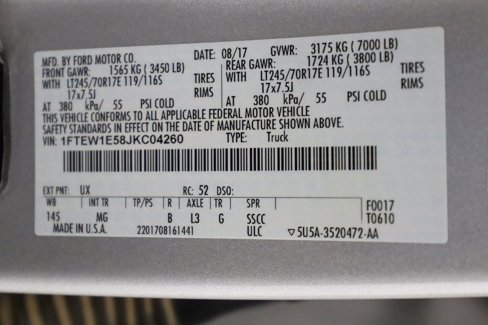 MFD. BY FORD MOTOR CO. DATE: 08/17 GVWR: 3175 KG ( 7000 LB)
FRONT GAWR: 1565 KG ( 3450 LB) REAR GAWR: 1724 KG ( 3800 LB)
WITH LT245/70R17E 119/116S TIRES WITH LT245/70R17E 119/116S TIRES
17x7.5J RIMS 17x7.5J RIMS
AT 380 kPa/ 55 PSI COLD AT 380 kPa/ 55 PSI COLD
THIS VEHICLE CONFORMS TO ALL APPLICABLE FEDERAL MOTOR VEHICLE
SAFETY STANDARDS IN EFFECT ON THE DATE OF MANUFACTURE SHOWN ABOVE.
VIN: 1FTEW1E58JKC04260 TYPE: Truck
EXT PNT: UX RC: 52 DSO:
WB INT TR TP/PS R AXLE TR SPR F0017
145 MG B L3 G SSCC T0610
MADE IN U.S.A. 2201708161441 ULC ▽5U5A-3520472-AA